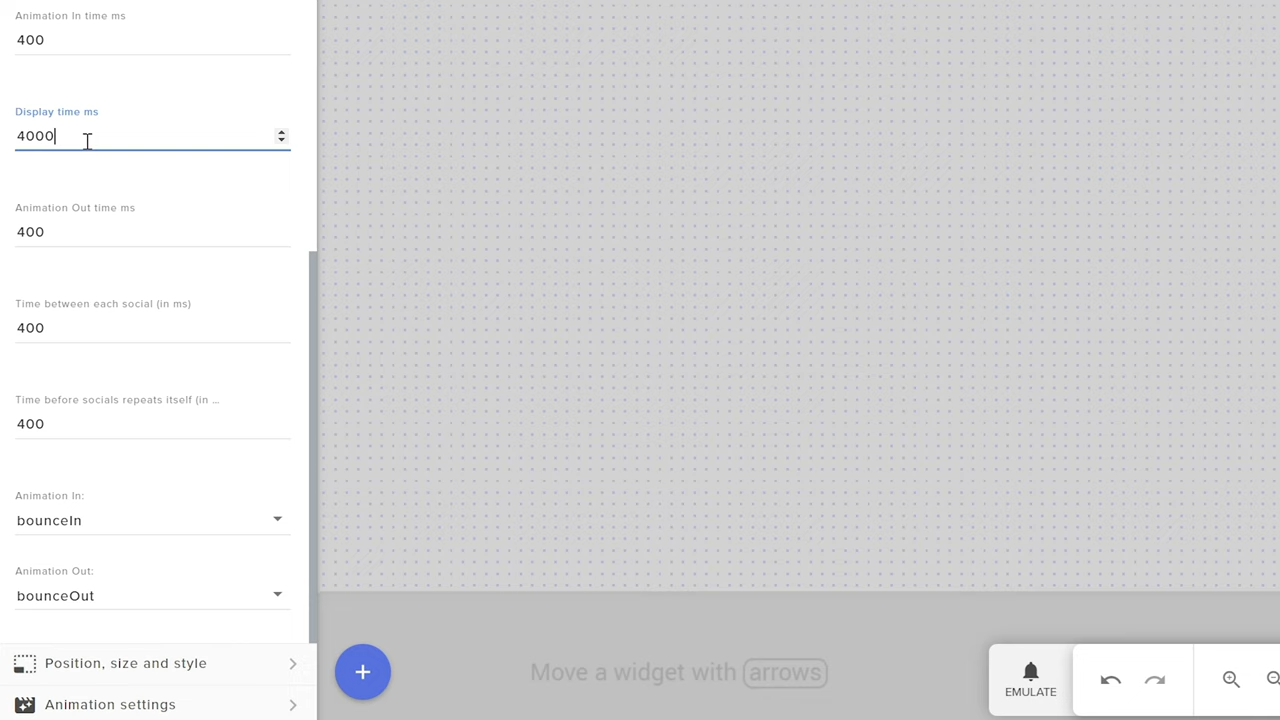 Animation In time ms
400
Display time ms
4000
Animation Out time ms
400
Time between each social (in ms)
400
Time before socials repeats itself (in ...
400
Animation In:
bounceIn
Animation Out:
bounceOut
Position, size and style
Animation settings
Move a widget with arrows
EMULATE